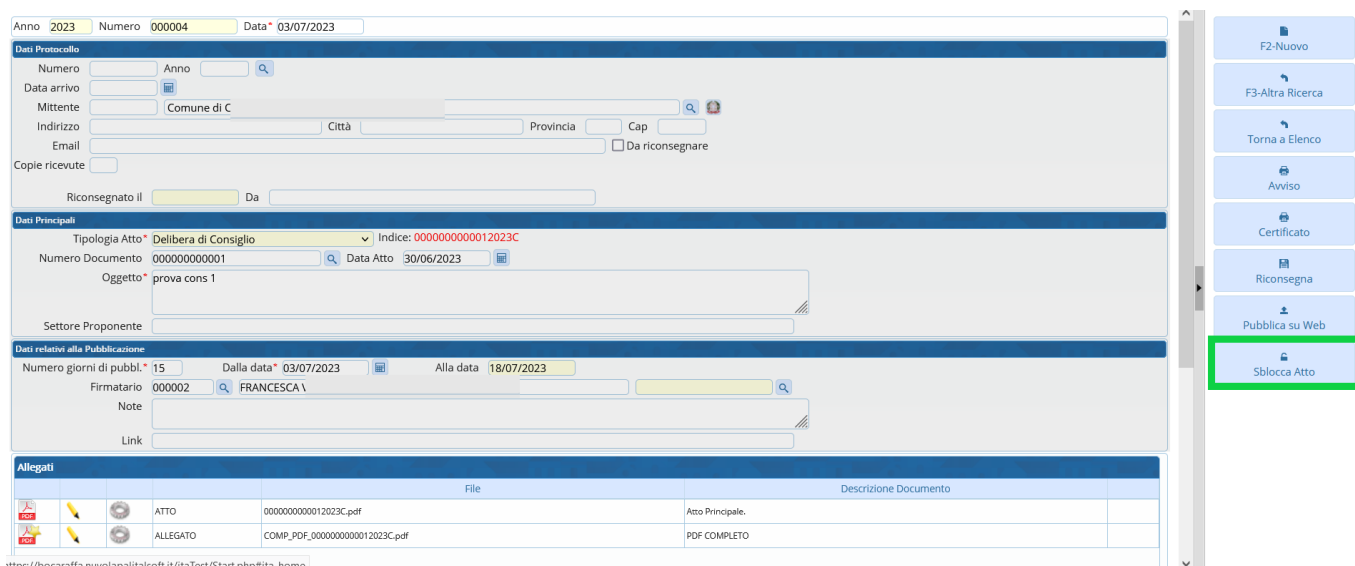 Anno 2023 Numero 000004 Data* 03/07/2023
Dati Protocollo
Numero Anno
Data arrivo
Mittente Comune di C
Indirizzo Città Provincia Cap
Email Da riconsegnare
Copie ricevute
Riconsegnato il Da
Dati Principali
Tipologia Atto* Delibera di Consiglio Indice: 0000000000012023C
Numero Documento 000000000001 Data Atto 30/06/2023
Oggetto* prova cons 1
Settore Proponente
Dati relativi alla Pubblicazione
Numero giorni di pubbl.* 15 Dalla data* 03/07/2023 Alla data 18/07/2023
Firmatario 000002 FRANCESCA
Note
Link
Allegati
File Descrizione Documento
PDF ATTO 0000000000012023C.pdf Atto Principale.
PDF ALLEGATO COMP_PDF_0000000000012023C.pdf PDF COMPLETO
F2-Nuovo
F3-Altra Ricerca
Torna a Elenco
Avviso
Certificato
Riconsegna
Pubblica su Web
Sblocca Atto